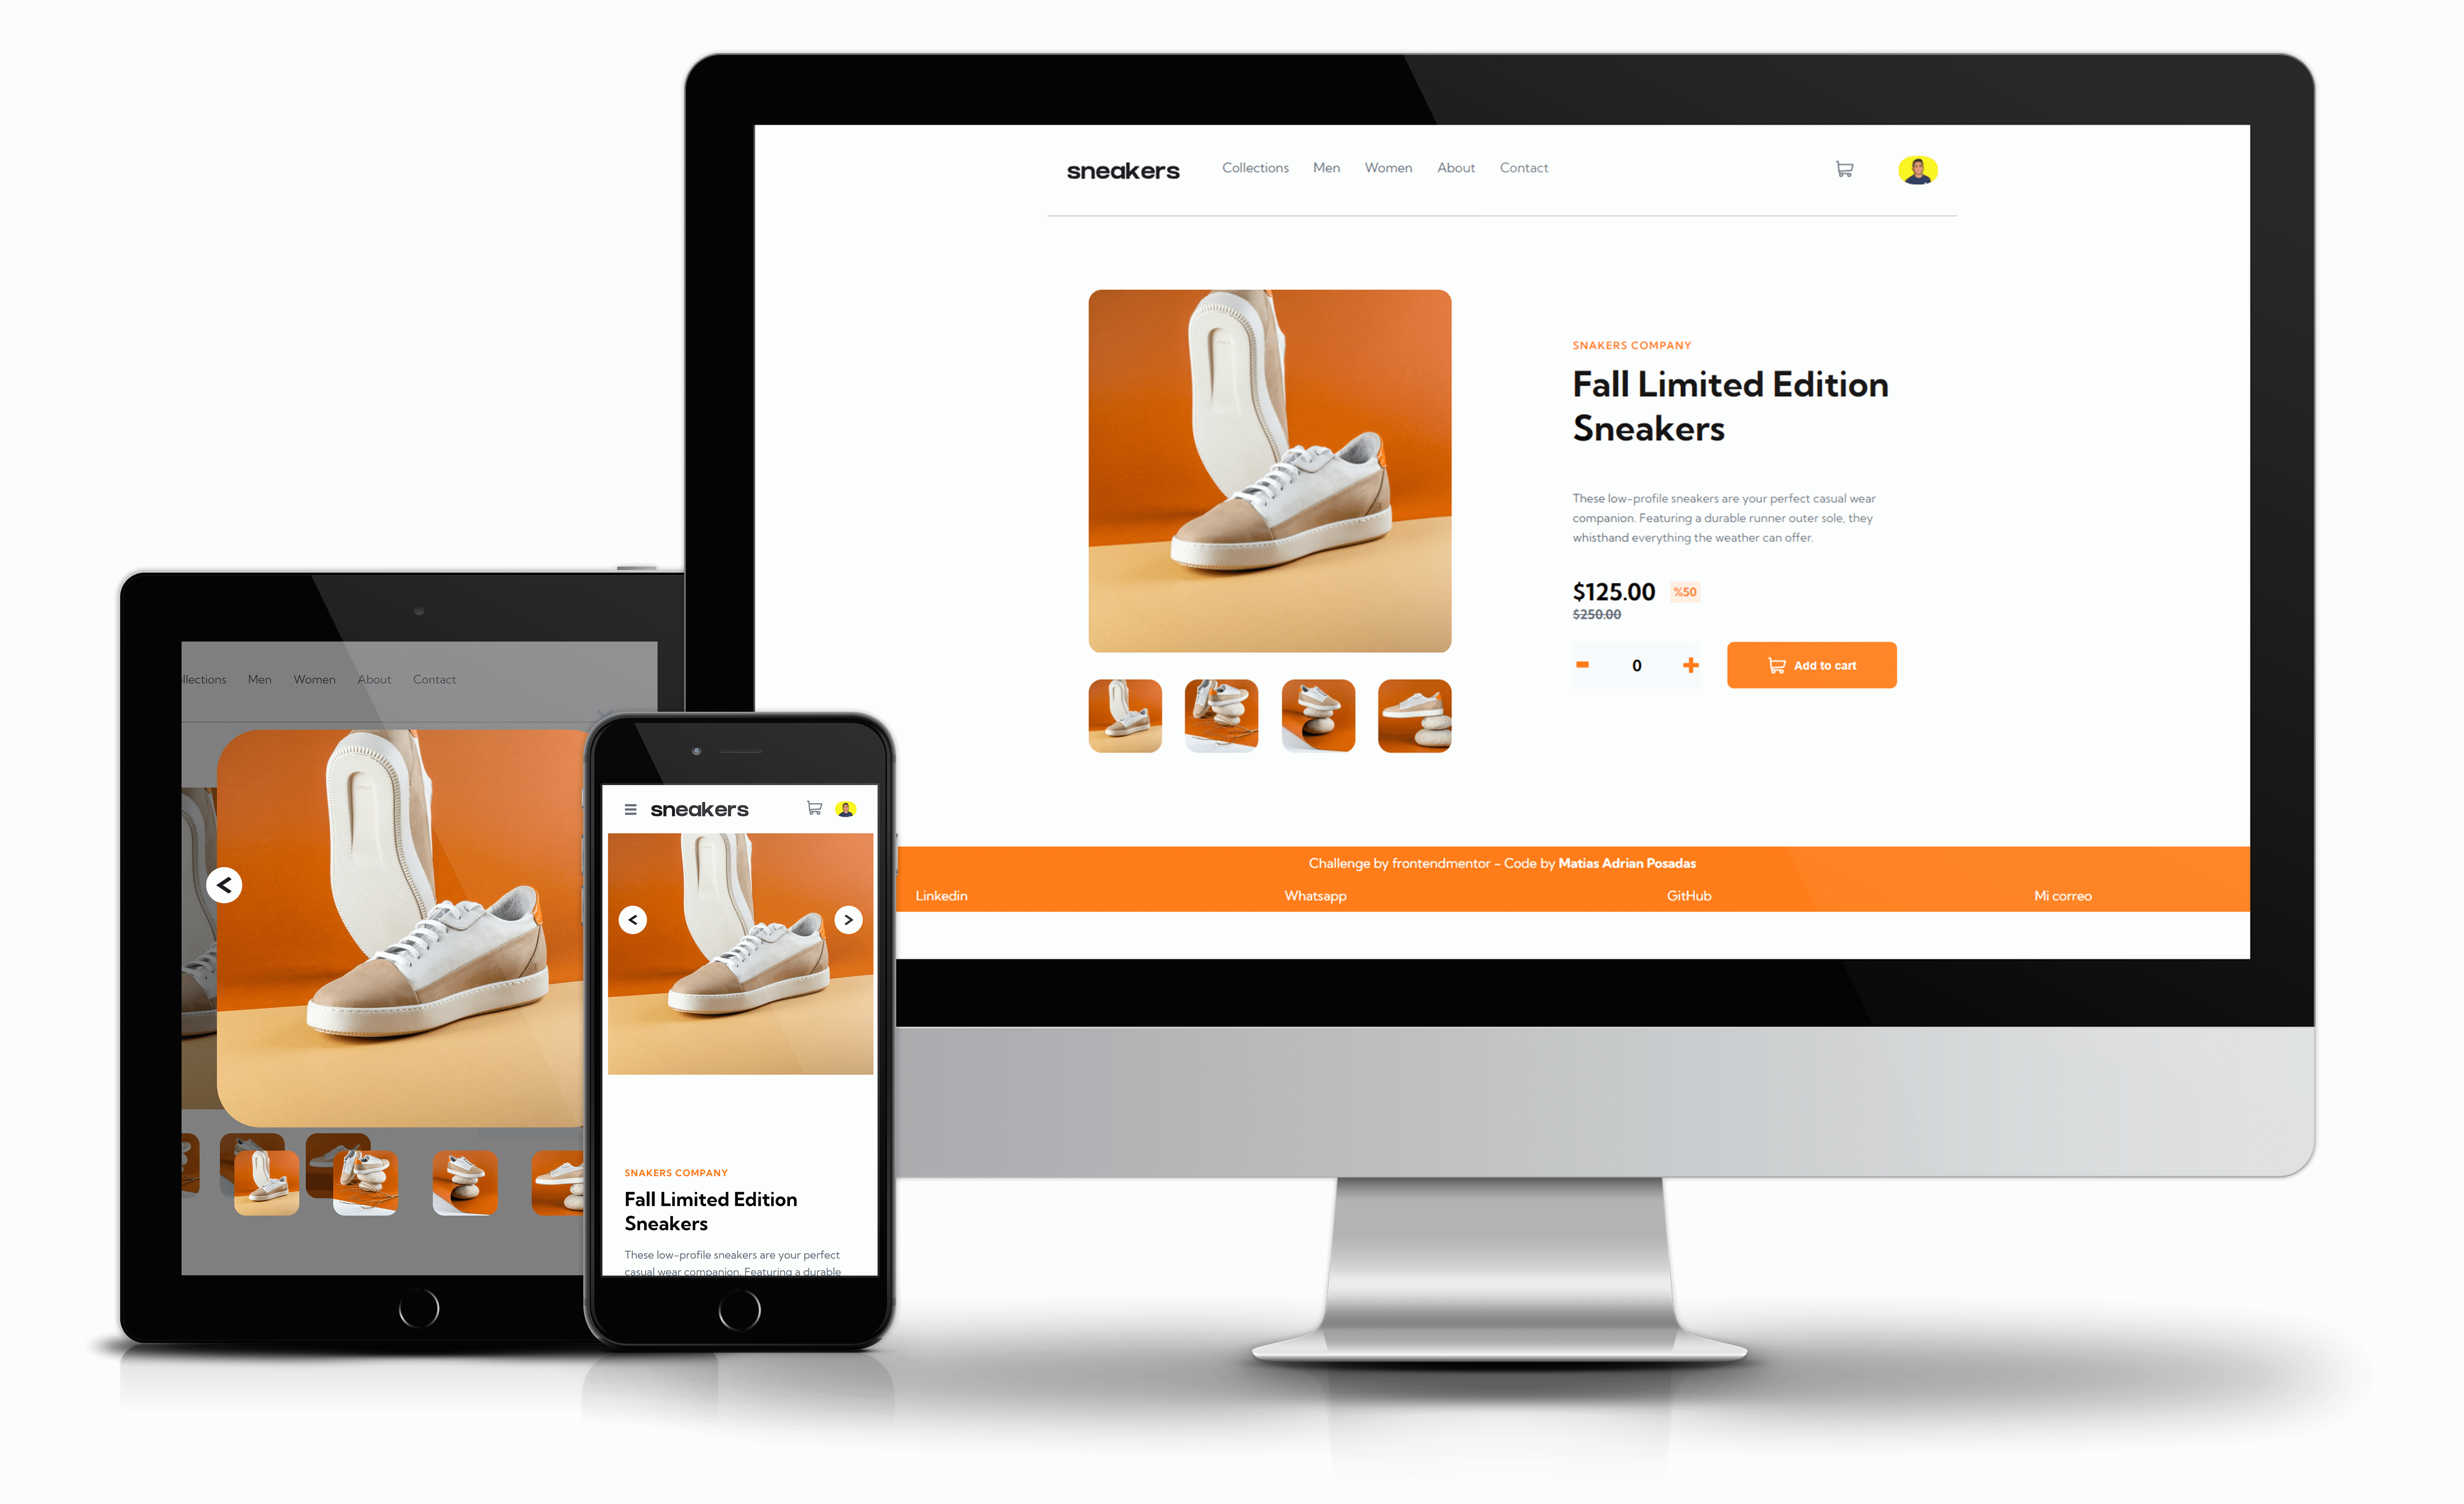 sneakers
Collections Men Women About Contact
SNAKERS COMPANY
Fall Limited Edition
Sneakers
These low-profile sneakers are your perfect casual wear
companion. Featuring a durable runner outer sole, they
whisthand everything the weather can offer.
$125.00 %50
$250.00
0
Add to cart
Challenge by frontendmentor - Code by Matias Adrian Posadas
Linkedin Whatsapp GitHub Mi correo
llections Men Women About Contact
sneakers
SNAKERS COMPANY
Fall Limited Edition
Sneakers
These low-profile sneakers are your perfect
casual wear companion. Featuring a durable